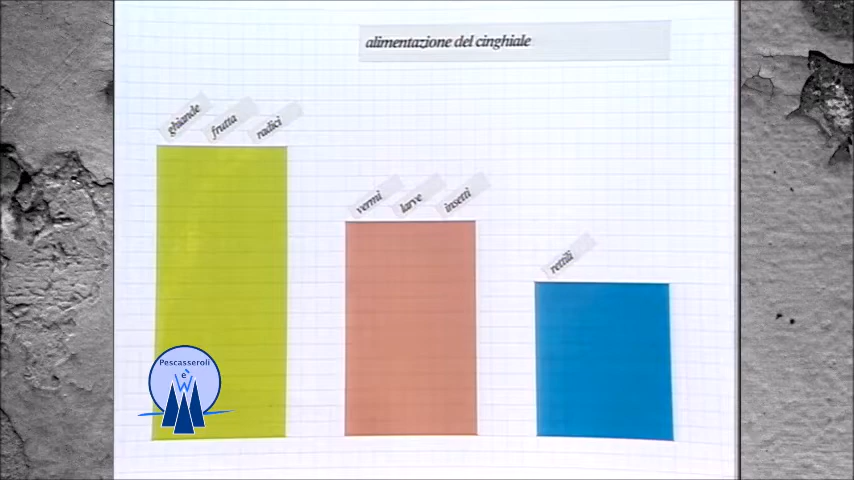 alimentazione del cinghiale
ghiande
frutta
radici
vermi
larve
insetti
rettili
Pescasseroli
è
W